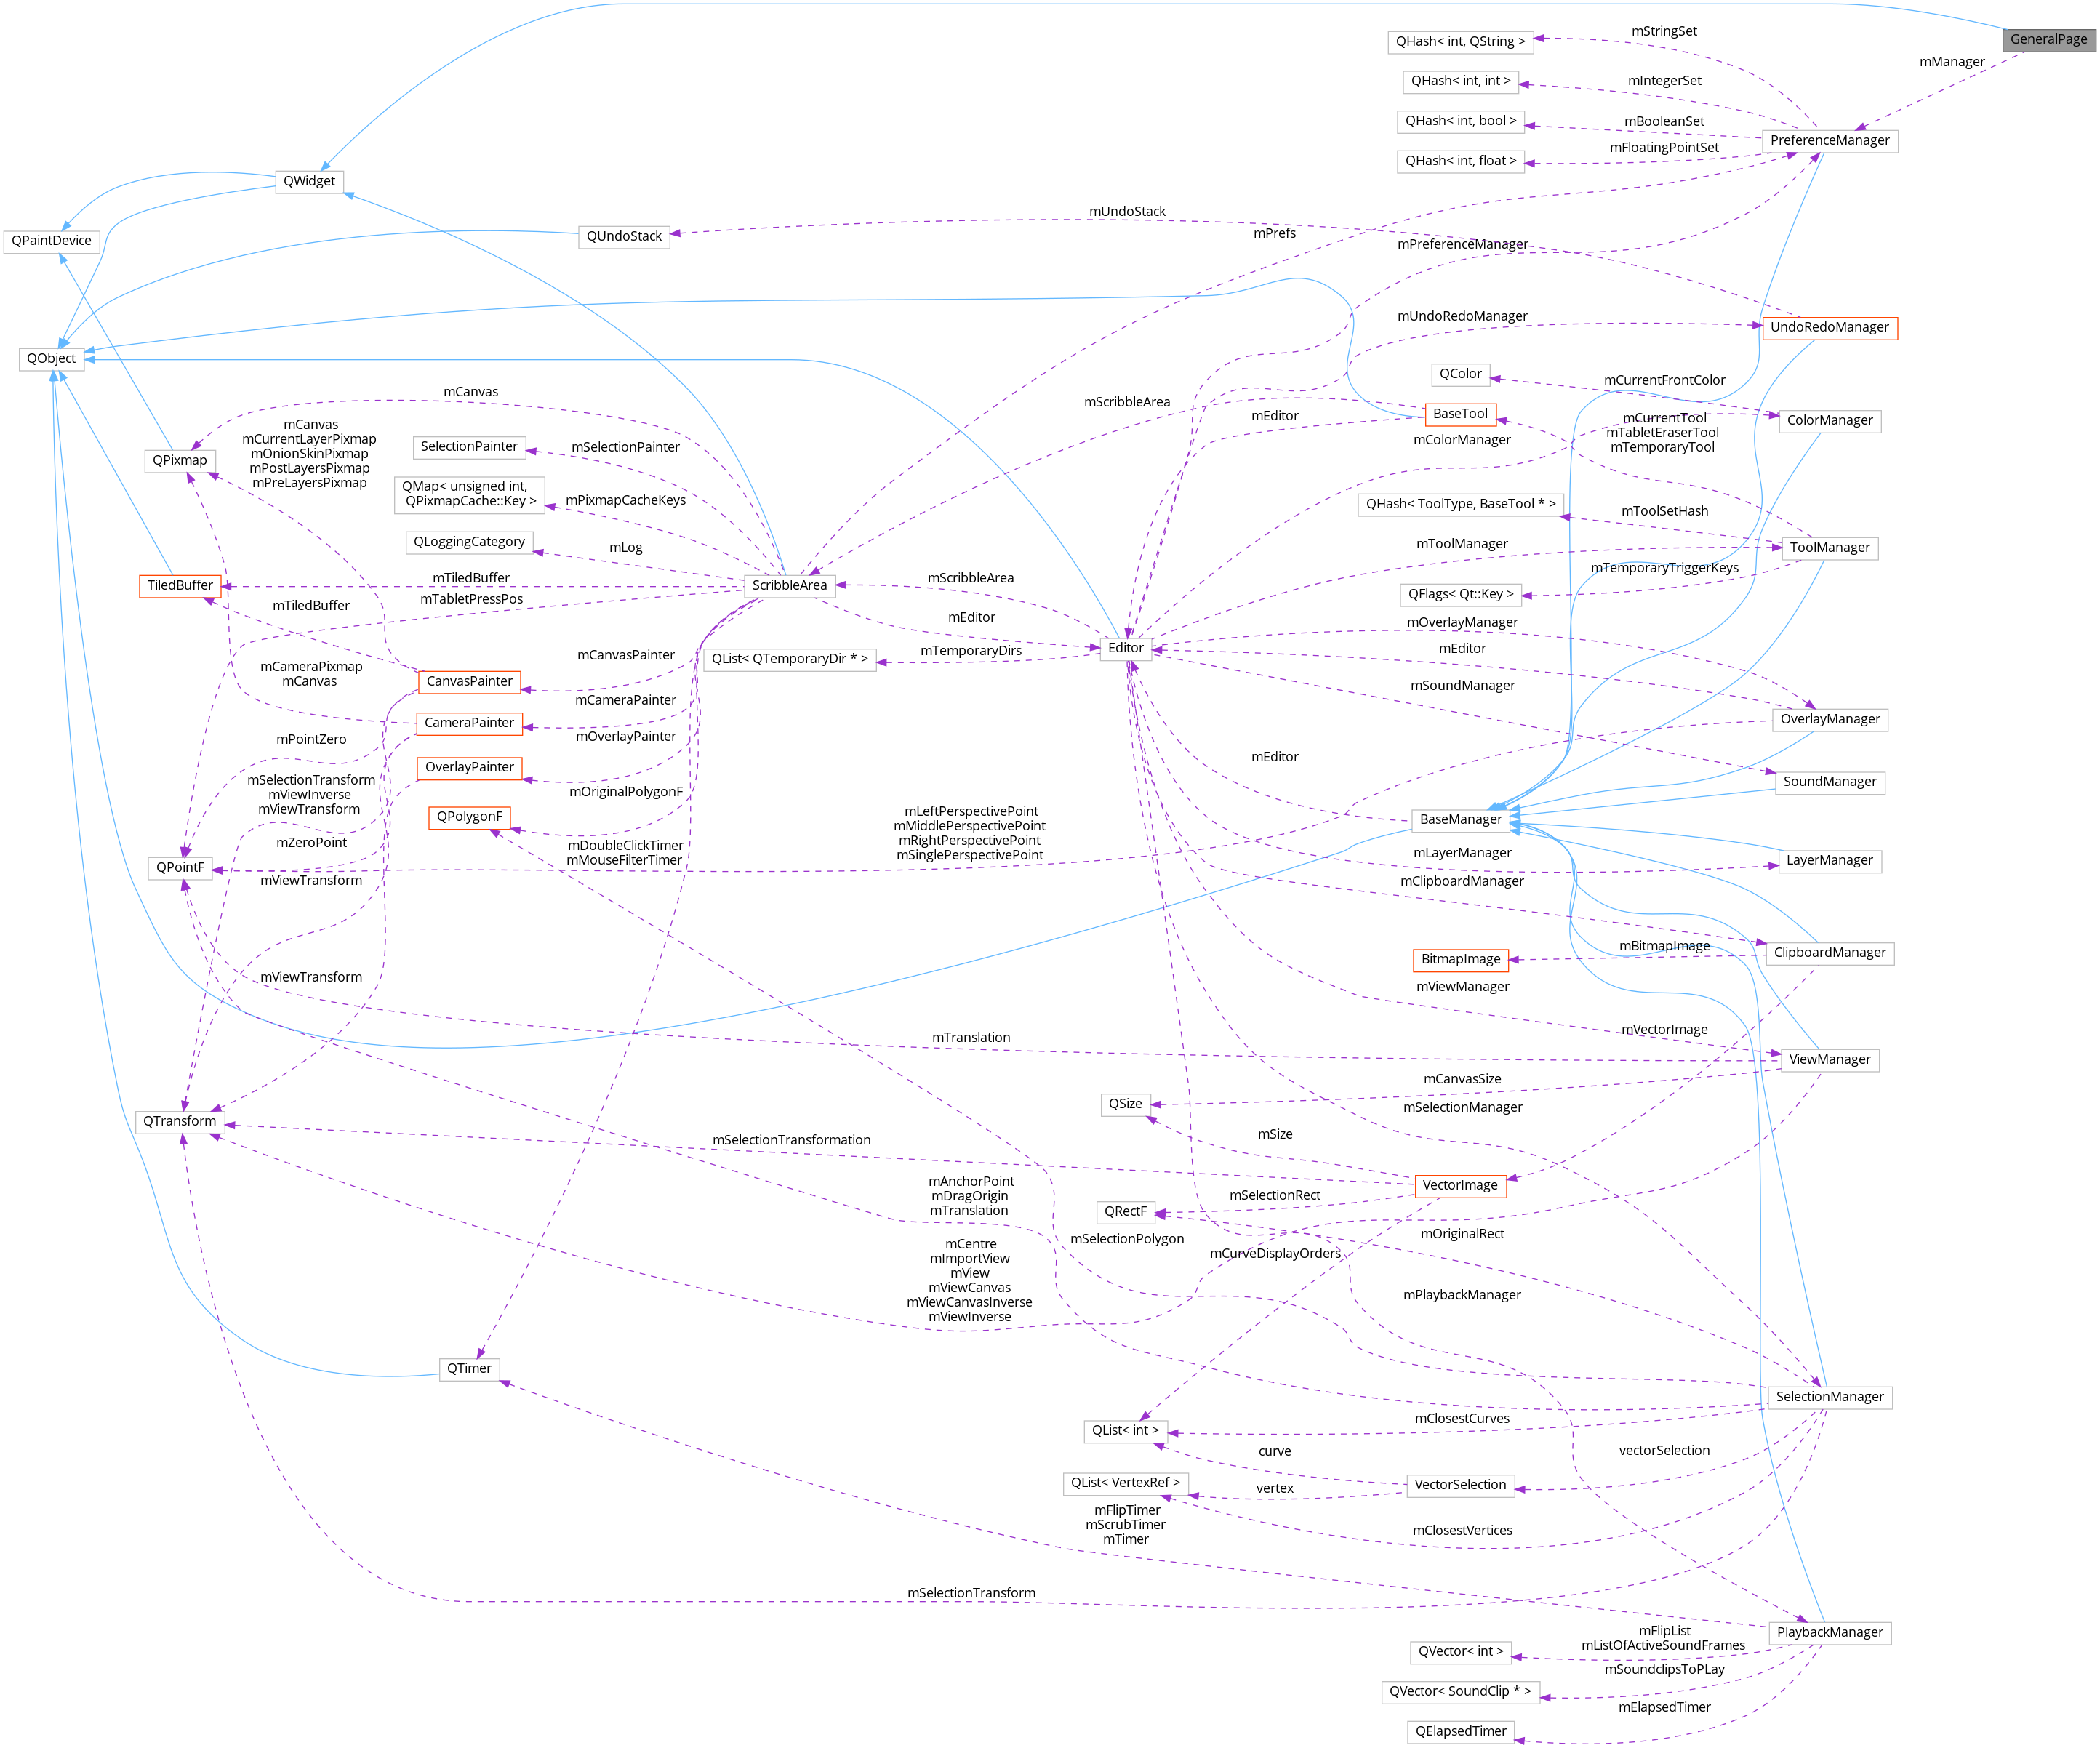 GeneralPage
mStringSet
QHash< int, QString >
mManager
mIntegerSet
QHash< int, int >
mBooleanSet
QHash< int, bool >
PreferenceManager
mFloatingPointSet
QHash< int, float >
QWidget
mUndoStack
QUndoStack
QPaintDevice
mPrefs
mPreferenceManager
mUndoRedoManager
UndoRedoManager
QObject
QColor
mCurrentFrontColor
mCanvas
mScribbleArea
BaseTool
mEditor
ColorManager
mCurrentTool
mTabletEraserTool
mTemporaryTool
mColorManager
mCanvas
mCurrentLayerPixmap
mOnionSkinPixmap
mPostLayersPixmap
mPreLayersPixmap
QPixmap
SelectionPainter
mSelectionPainter
QMap< unsigned int,
QPixmapCache::Key >
mPixmapCacheKeys
QHash< ToolType, BaseTool * >
mToolSetHash
QLoggingCategory
mLog
mToolManager
ToolManager
TiledBuffer
mTiledBuffer
ScribbleArea
mScribbleArea
mTemporaryTriggerKeys
QFlags< Qt::Key >
mTiledBuffer
mTabletPressPos
mEditor
mOverlayManager
mCanvasPainter
QList< QTemporaryDir * >
mTemporaryDirs
Editor
mEditor
mCameraPixmap
mCanvas
CanvasPainter
mSoundManager
mCameraPainter
CameraPainter
OverlayManager
mPointZero
mOverlayPainter
mEditor
OverlayPainter
mSelectionTransform
mViewInverse
mViewTransform
mOriginalPolygonF
SoundManager
QPolygonF
BaseManager
mLeftPerspectivePoint
mMiddlePerspectivePoint
mRightPerspectivePoint
mSinglePerspectivePoint
mZeroPoint
mDoubleClickTimer
mMouseFilterTimer
mLayerManager
LayerManager
QPointF
mViewTransform
mClipboardManager
mBitmapImage
BitmapImage
ClipboardManager
mViewTransform
mViewManager
mVectorImage
mTranslation
ViewManager
mCanvasSize
QSize
mSelectionManager
QTransform
mSelectionTransformation
mSize
VectorImage
mAnchorPoint
mDragOrigin
mTranslation
mSelectionRect
QRectF
mSelectionPolygon
mOriginalRect
mCentre
mImportView
mView
mViewCanvas
mViewCanvasInverse
mViewInverse
mCurveDisplayOrders
mPlaybackManager
QTimer
SelectionManager
QList< int >
mClosestCurves
curve
vectorSelection
QList< VertexRef >
vertex
VectorSelection
mFlipTimer
mScrubTimer
mTimer
mClosestVertices
mSelectionTransform
PlaybackManager
mFlipList
mListOfActiveSoundFrames
QVector< int >
mSoundclipsToPLay
QVector< SoundClip * >
mElapsedTimer
QElapsedTimer